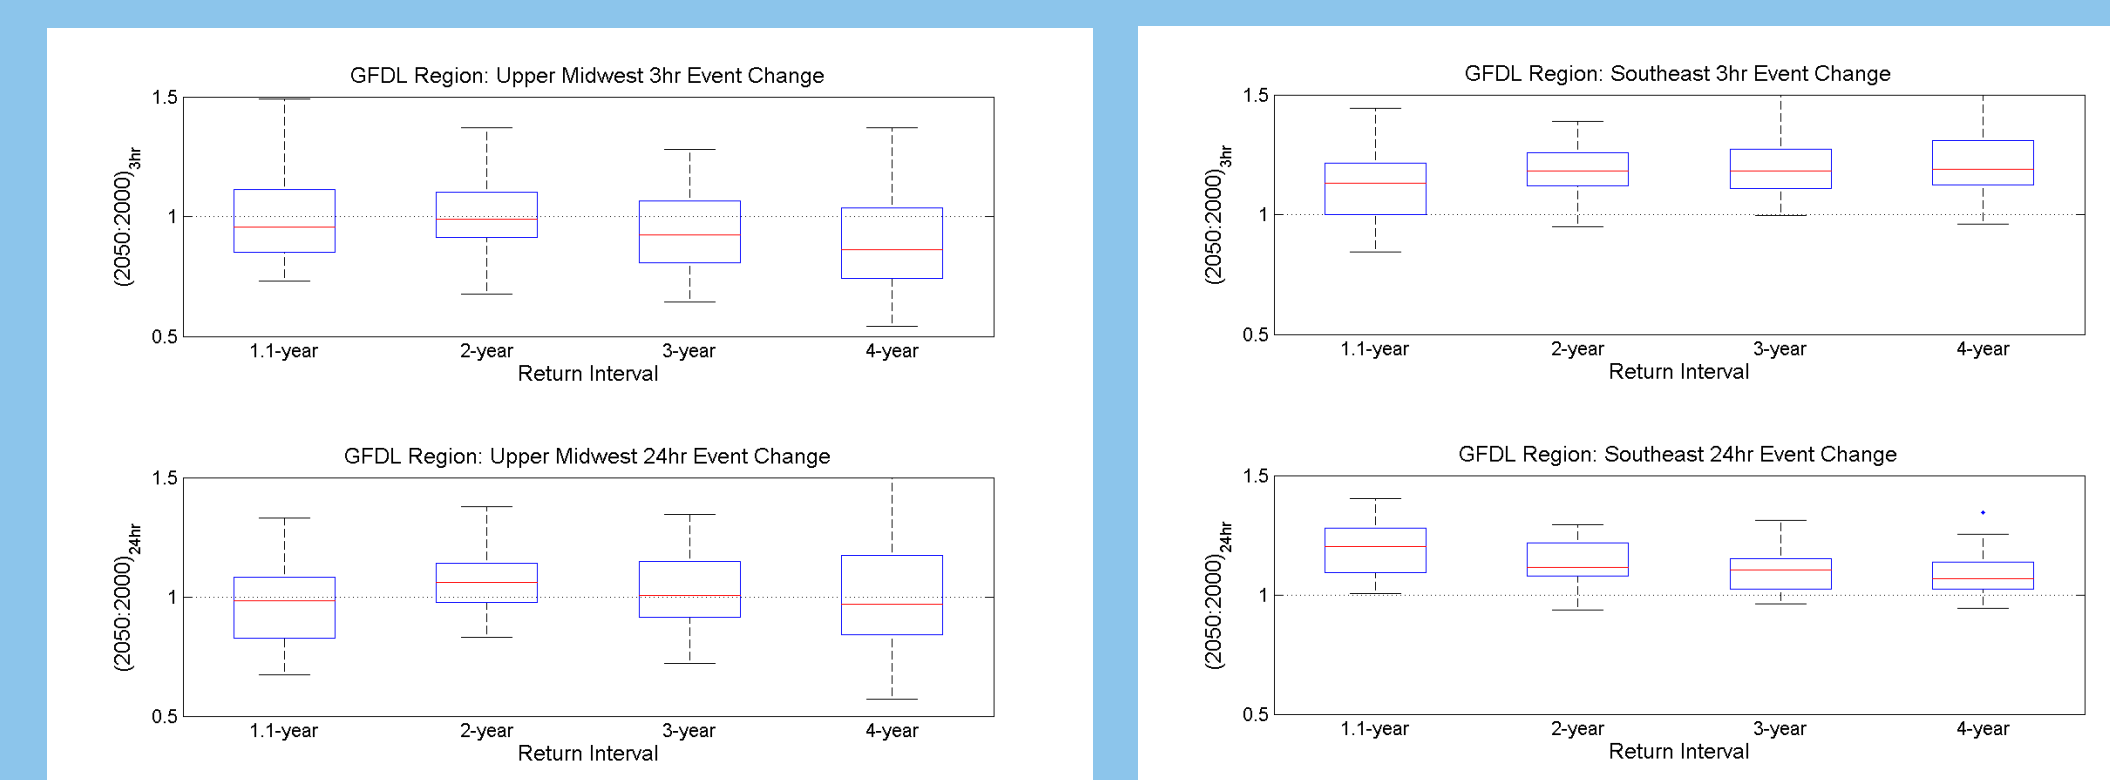 GFDL Region: Upper Midwest 3hr Event Change
1.5
1
0.5
(2050:2000)3hr
1.1-year 2-year 3-year 4-year
Return Interval
GFDL Region: Upper Midwest 24hr Event Change
1.5
1
0.5
(2050:2000)24hr
1.1-year 2-year 3-year 4-year
Return Interval
GFDL Region: Southeast 3hr Event Change
1.5
1
0.5
(2050:2000)3hr
1.1-year 2-year 3-year 4-year
Return Interval
GFDL Region: Southeast 24hr Event Change
1.5
1
0.5
(2050:2000)24hr
1.1-year 2-year 3-year 4-year
Return Interval